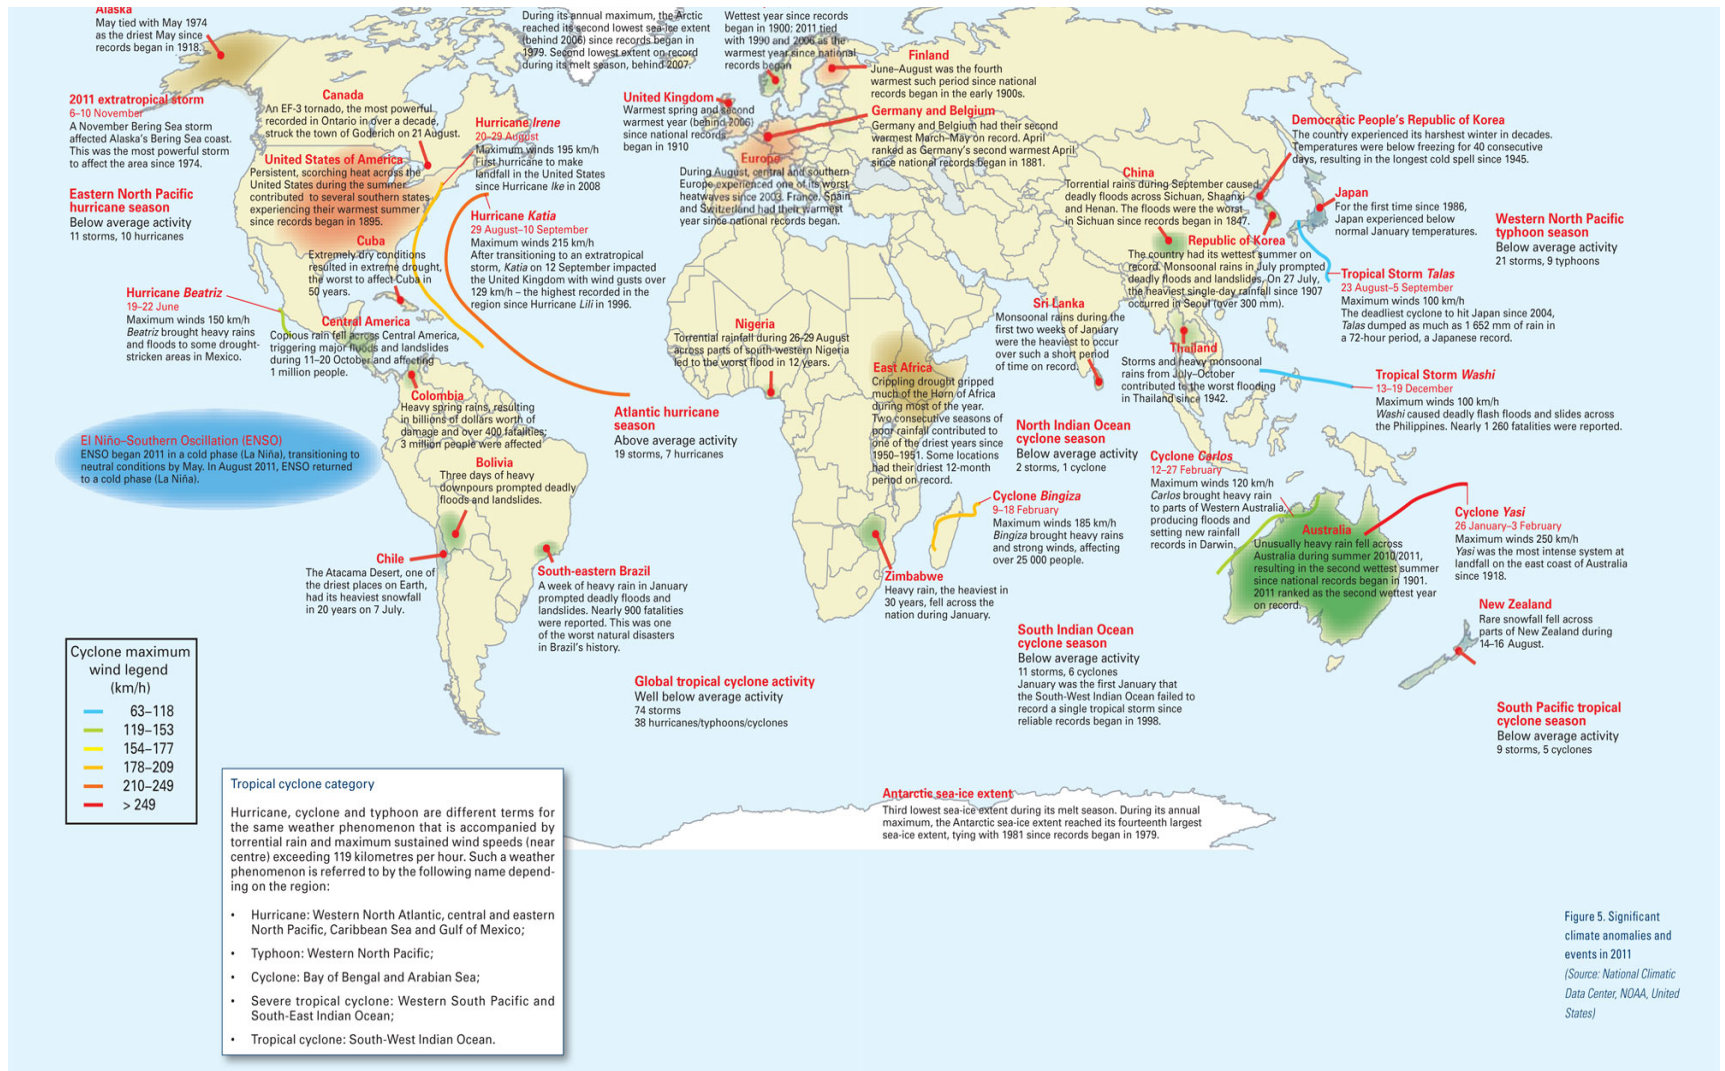 Alaska
May tied with May 1974
as the driest May since
records began in 1918.
During its annual maximum, the Arctic
reached its second lowest sea-ice extent
(behind 2006) since records began in
1979. Second lowest extent on record
during its melt season, behind 2007.
Wettest year since records
began in 1900; 2011 tied
with 1990 and 2006 as the
warmest year since national
records began
Finland
June–August was the fourth
warmest such period since national
records began in the early 1900s.
2011 extratropical storm
6–10 November
A November Bering Sea storm
affected Alaska's Bering Sea coast.
This was the most powerful storm
to affect the area since 1974.
Canada
An EF-3 tornado, the most powerful
recorded in Ontario in over a decade,
struck the town of Goderich on 21 August.
Hurricane Irene
20–29 August
Maximum winds 195 km/h
First hurricane to make
landfall in the United States
since Hurricane Ike in 2008
United Kingdom
Warmest spring and second
warmest year (behind 2006)
since national records
began in 1910
Germany and Belgium
Germany and Belgium had their second
warmest March–May on record. April
ranked as Germany's second warmest April
since national records began in 1881.
Democratic People's Republic of Korea
The country experienced its harshest winter in decades.
Temperatures were below freezing for 40 consecutive
days, resulting in the longest cold spell since 1945.
United States of America
Persistent, scorching heat across the
United States during the summer
contributed to several southern states
experiencing their warmest summer
since records began in 1895.
Europe
During August, central and southern
Europe experienced one of its worst
heatwaves since 2003. France, Spain
and Switzerland had their warmest
year since national records began.
China
Torrential rains during September caused
deadly floods across Sichuan, Shaanxi
and Henan. The floods were the worst
in Sichuan since records began in 1847.
Japan
For the first time since 1986,
Japan experienced below
normal January temperatures.
Eastern North Pacific
hurricane season
Below average activity
11 storms, 10 hurricanes
Hurricane Katia
29 August–10 September
Maximum winds 215 km/h
After transitioning to an extratropical
storm, Katia on 12 September impacted
the United Kingdom with wind gusts over
129 km/h – the highest recorded in the
region since Hurricane Lili in 1996.
Western North Pacific
typhoon season
Below average activity
21 storms, 9 typhoons
Cuba
Extremely dry conditions
resulted in extreme drought,
the worst to affect Cuba in
50 years.
Republic of Korea
The country had its wettest summer on
record. Monsoonal rains in July prompted
deadly floods and landslides. On 27 July,
the heaviest single-day rainfall since 1907
occurred in Seoul (over 300 mm).
Tropical Storm Talas
23 August–5 September
Maximum winds 100 km/h
The deadliest cyclone to hit Japan since 2004,
Talas dumped as much as 1 652 mm of rain in
a 72-hour period, a Japanese record.
Hurricane Beatriz
19–22 June
Maximum winds 150 km/h
Beatriz brought heavy rains
and floods to some drought-
stricken areas in Mexico.
Central America
Copious rain fell across Central America,
triggering major floods and landslides
during 11–20 October and affecting
1 million people.
Nigeria
Torrential rainfall during 26-29 August
across parts of south-western Nigeria
led to the worst flood in 12 years.
Sri Lanka
Monsoonal rains during the
first two weeks of January
were the heaviest to occur
over such a short period
of time on record.
Thailand
Storms and heavy monsoonal
rains from July–October
contributed to the worst flooding
in Thailand since 1942.
East Africa
Crippling drought gripped
much of the Horn of Africa
during most of the year.
Two consecutive seasons of
poor rainfall contributed to
one of the driest years since
1950–1951. Some locations
had their driest 12-month
period on record.
Tropical Storm Washi
13–19 December
Maximum winds 100 km/h
Washi caused deadly flash floods and slides across
the Philippines. Nearly 1 260 fatalities were reported.
Colombia
Heavy spring rains, resulting
in billions of dollars worth of
damage and over 400 fatalities;
3 million people were affected
Atlantic hurricane
season
Above average activity
19 storms, 7 hurricanes
North Indian Ocean
cyclone season
Below average activity
2 storms, 1 cyclone
El Niño–Southern Oscillation (ENSO)
ENSO began 2011 in a cold phase (La Niña), transitioning to
neutral conditions by May. In August 2011, ENSO returned
to a cold phase (La Niña).
Bolivia
Three days of heavy
downpours prompted deadly
floods and landslides.
Cyclone Carlos
12–27 February
Maximum winds 120 km/h
Carlos brought heavy rain
to parts of Western Australia,
producing floods and
setting new rainfall
records in Darwin.
Cyclone Bingiza
9–18 February
Maximum winds 185 km/h
Bingiza brought heavy rains
and strong winds, affecting
over 25 000 people.
Australia
Unusually heavy rain fell across
Australia during summer 2010/2011,
resulting in the second wettest summer
since national records began in 1901.
2011 ranked as the second wettest year
on record.
Cyclone Yasi
26 January–3 February
Maximum winds 250 km/h
Yasi was the most intense system at
landfall on the east coast of Australia
since 1918.
Chile
The Atacama Desert, one of
the driest places on Earth,
had its heaviest snowfall
in 20 years on 7 July.
South-eastern Brazil
A week of heavy rain in January
prompted deadly floods and
landslides. Nearly 900 fatalities
were reported. This was one
of the worst natural disasters
in Brazil's history.
Zimbabwe
Heavy rain, the heaviest in
30 years, fell across the
nation during January.
New Zealand
Rare snowfall fell across
parts of New Zealand during
14–16 August.
South Indian Ocean
cyclone season
Below average activity
11 storms, 6 cyclones
January was the first January that
the South-West Indian Ocean failed to
record a single tropical storm since
reliable records began in 1998.
Global tropical cyclone activity
Well below average activity
74 storms
38 hurricanes/typhoons/cyclones
South Pacific tropical
cyclone season
Below average activity
9 storms, 5 cyclones
Cyclone maximum
wind legend
(km/h)
63–118
119–153
154–177
178–209
210–249
> 249
Antarctic sea-ice extent
Third lowest sea-ice extent during its melt season. During its annual
maximum, the Antarctic sea-ice extent reached its fourteenth largest
sea-ice extent, tying with 1981 since records began in 1979.
Tropical cyclone category
Hurricane, cyclone and typhoon are different terms for
the same weather phenomenon that is accompanied by
torrential rain and maximum sustained wind speeds (near
centre) exceeding 119 kilometres per hour. Such a weather
phenomenon is referred to by the following name depend-
ing on the region:
• Hurricane: Western North Atlantic, central and eastern
North Pacific, Caribbean Sea and Gulf of Mexico;
• Typhoon: Western North Pacific;
• Cyclone: Bay of Bengal and Arabian Sea;
• Severe tropical cyclone: Western South Pacific and
South-East Indian Ocean;
• Tropical cyclone: South-West Indian Ocean.
Figure 5. Significant
climate anomalies and
events in 2011
(Source: National Climatic
Data Center, NOAA, United
States)